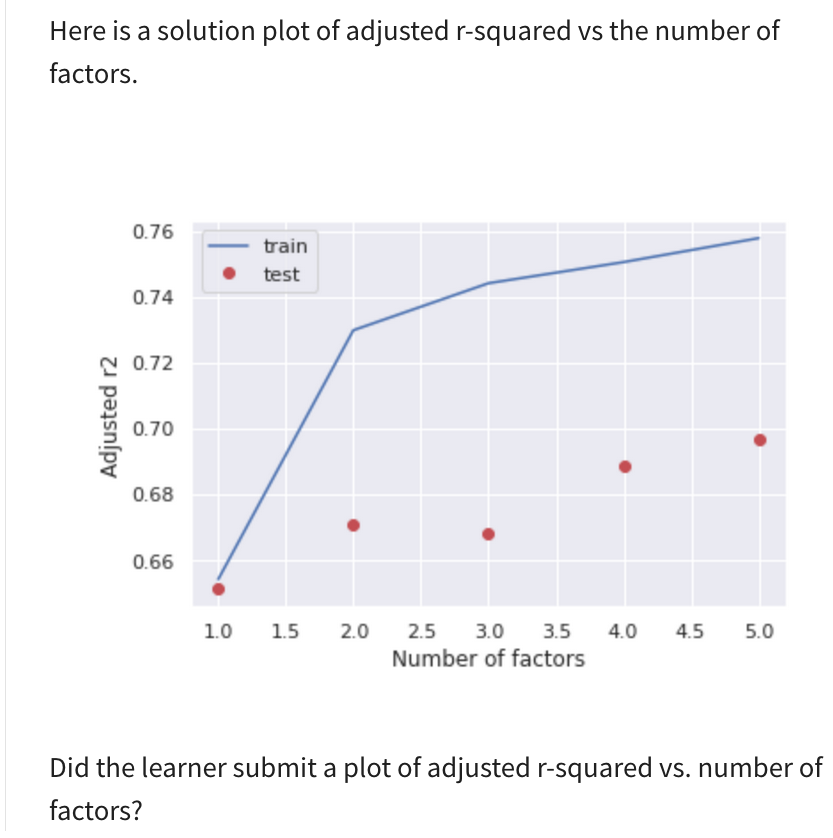 Here is a solution plot of adjusted r-squared vs the number of
factors.
0.76
train
test
0.74
0.72
0.70
0.68
0.66
Adjusted r2
1.0 1.5 2.0 2.5 3.0 3.5 4.0 4.5 5.0
Number of factors
Did the learner submit a plot of adjusted r-squared vs. number of
factors?